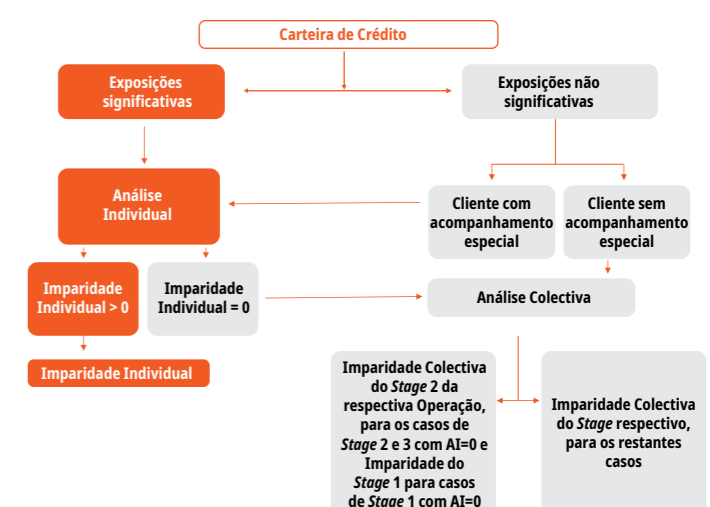 Carteira de Crédito
Exposições
significativas
Exposições não
significativas
Análise
Individual
Cliente com
acompanhamento
especial
Cliente sem
acompanhamento
especial
Imparidade
Individual > 0
Imparidade
Individual = 0
Análise Colectiva
Imparidade Individual
Imparidade Colectiva
do Stage 2 da
respectiva Operação,
para os casos de
Stage 2 e 3 com AI=0 e
Imparidade do
Stage 1 para casos
de Stage 1 com AI=0
Imparidade Colectiva
do Stage respectivo,
para os restantes
casos